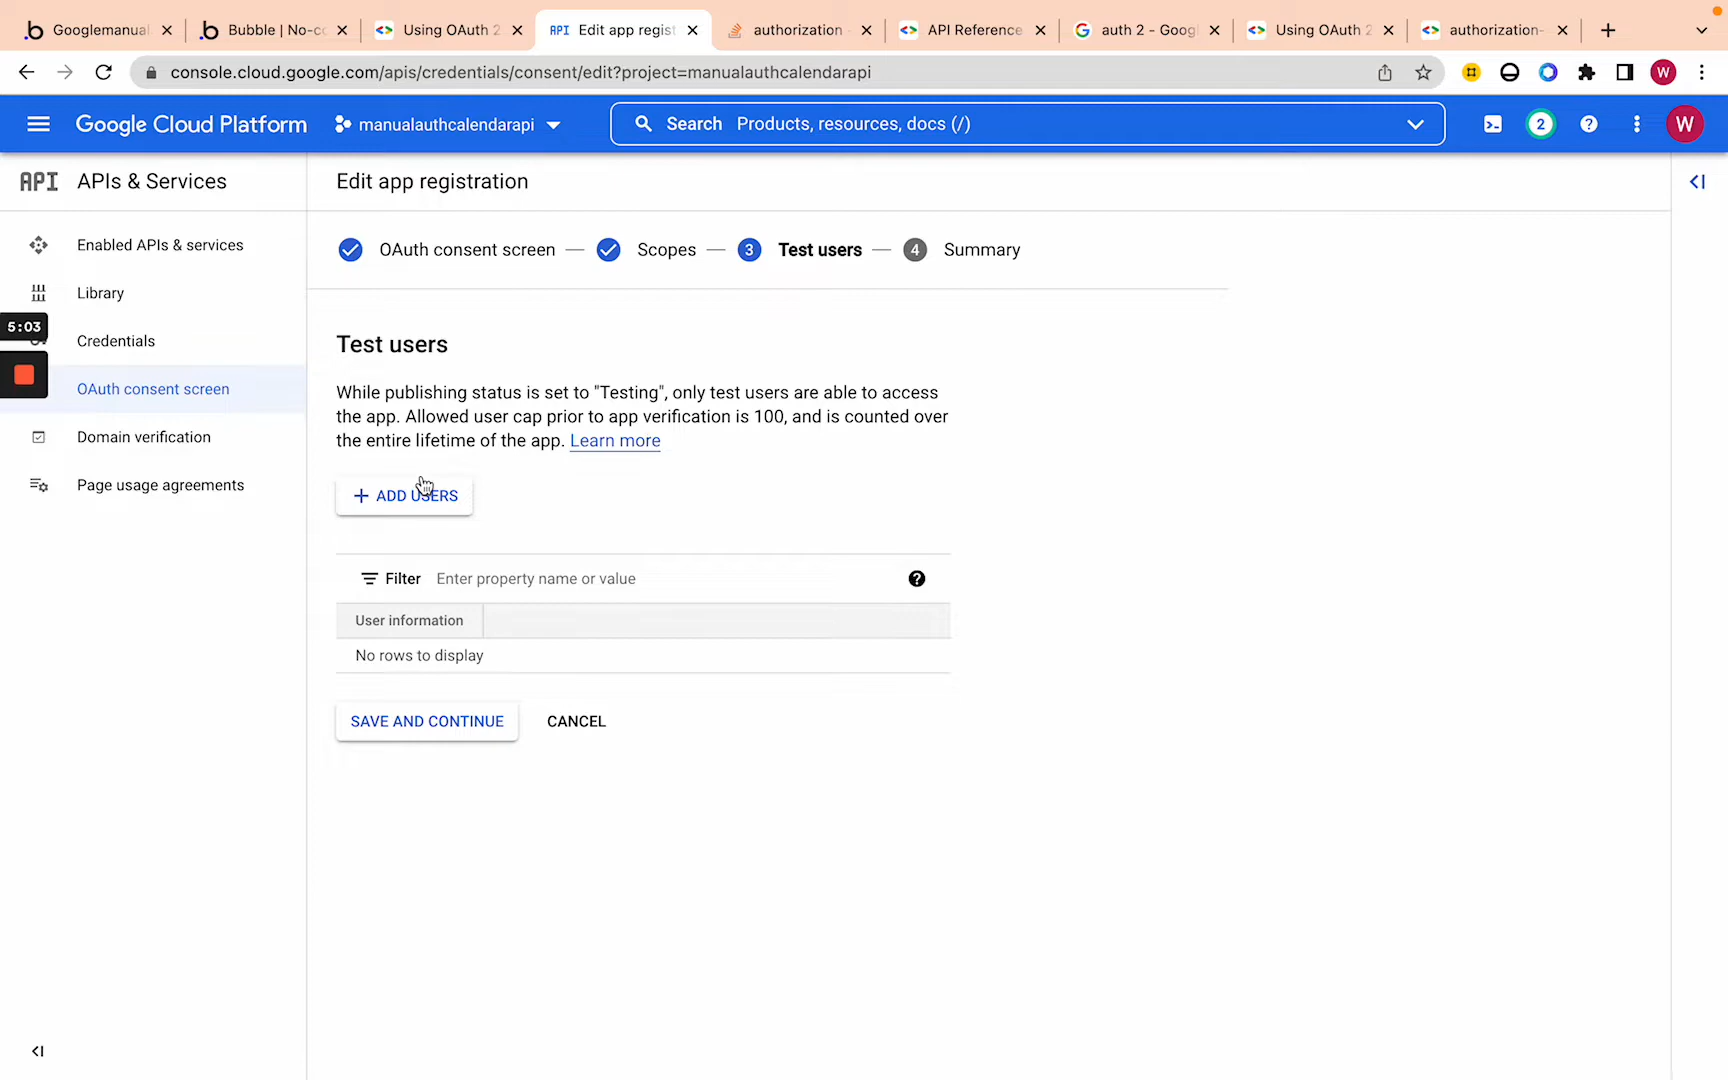 Googlemanual
Bubble | No-co
Using OAuth 2
API Edit app regist
authorization
API Reference
auth 2 - Googl
Using OAuth 2
authorization-
console.cloud.google.com/apis/credentials/consent/edit?project=manualauthcalendarapi
W
Google Cloud Platform
manualauthcalendarapi
Search Products, resources, docs (/)
2
W
API APIs & Services
Edit app registration
Enabled APIs & services
Library
5:03
Credentials
OAuth consent screen
Domain verification
Page usage agreements
OAuth consent screen — Scopes — 3 Test users — 4 Summary
Test users
While publishing status is set to "Testing", only test users are able to access
the app. Allowed user cap prior to app verification is 100, and is counted over
the entire lifetime of the app. Learn more
+ ADD USERS
Filter Enter property name or value
User information
No rows to display
SAVE AND CONTINUE CANCEL